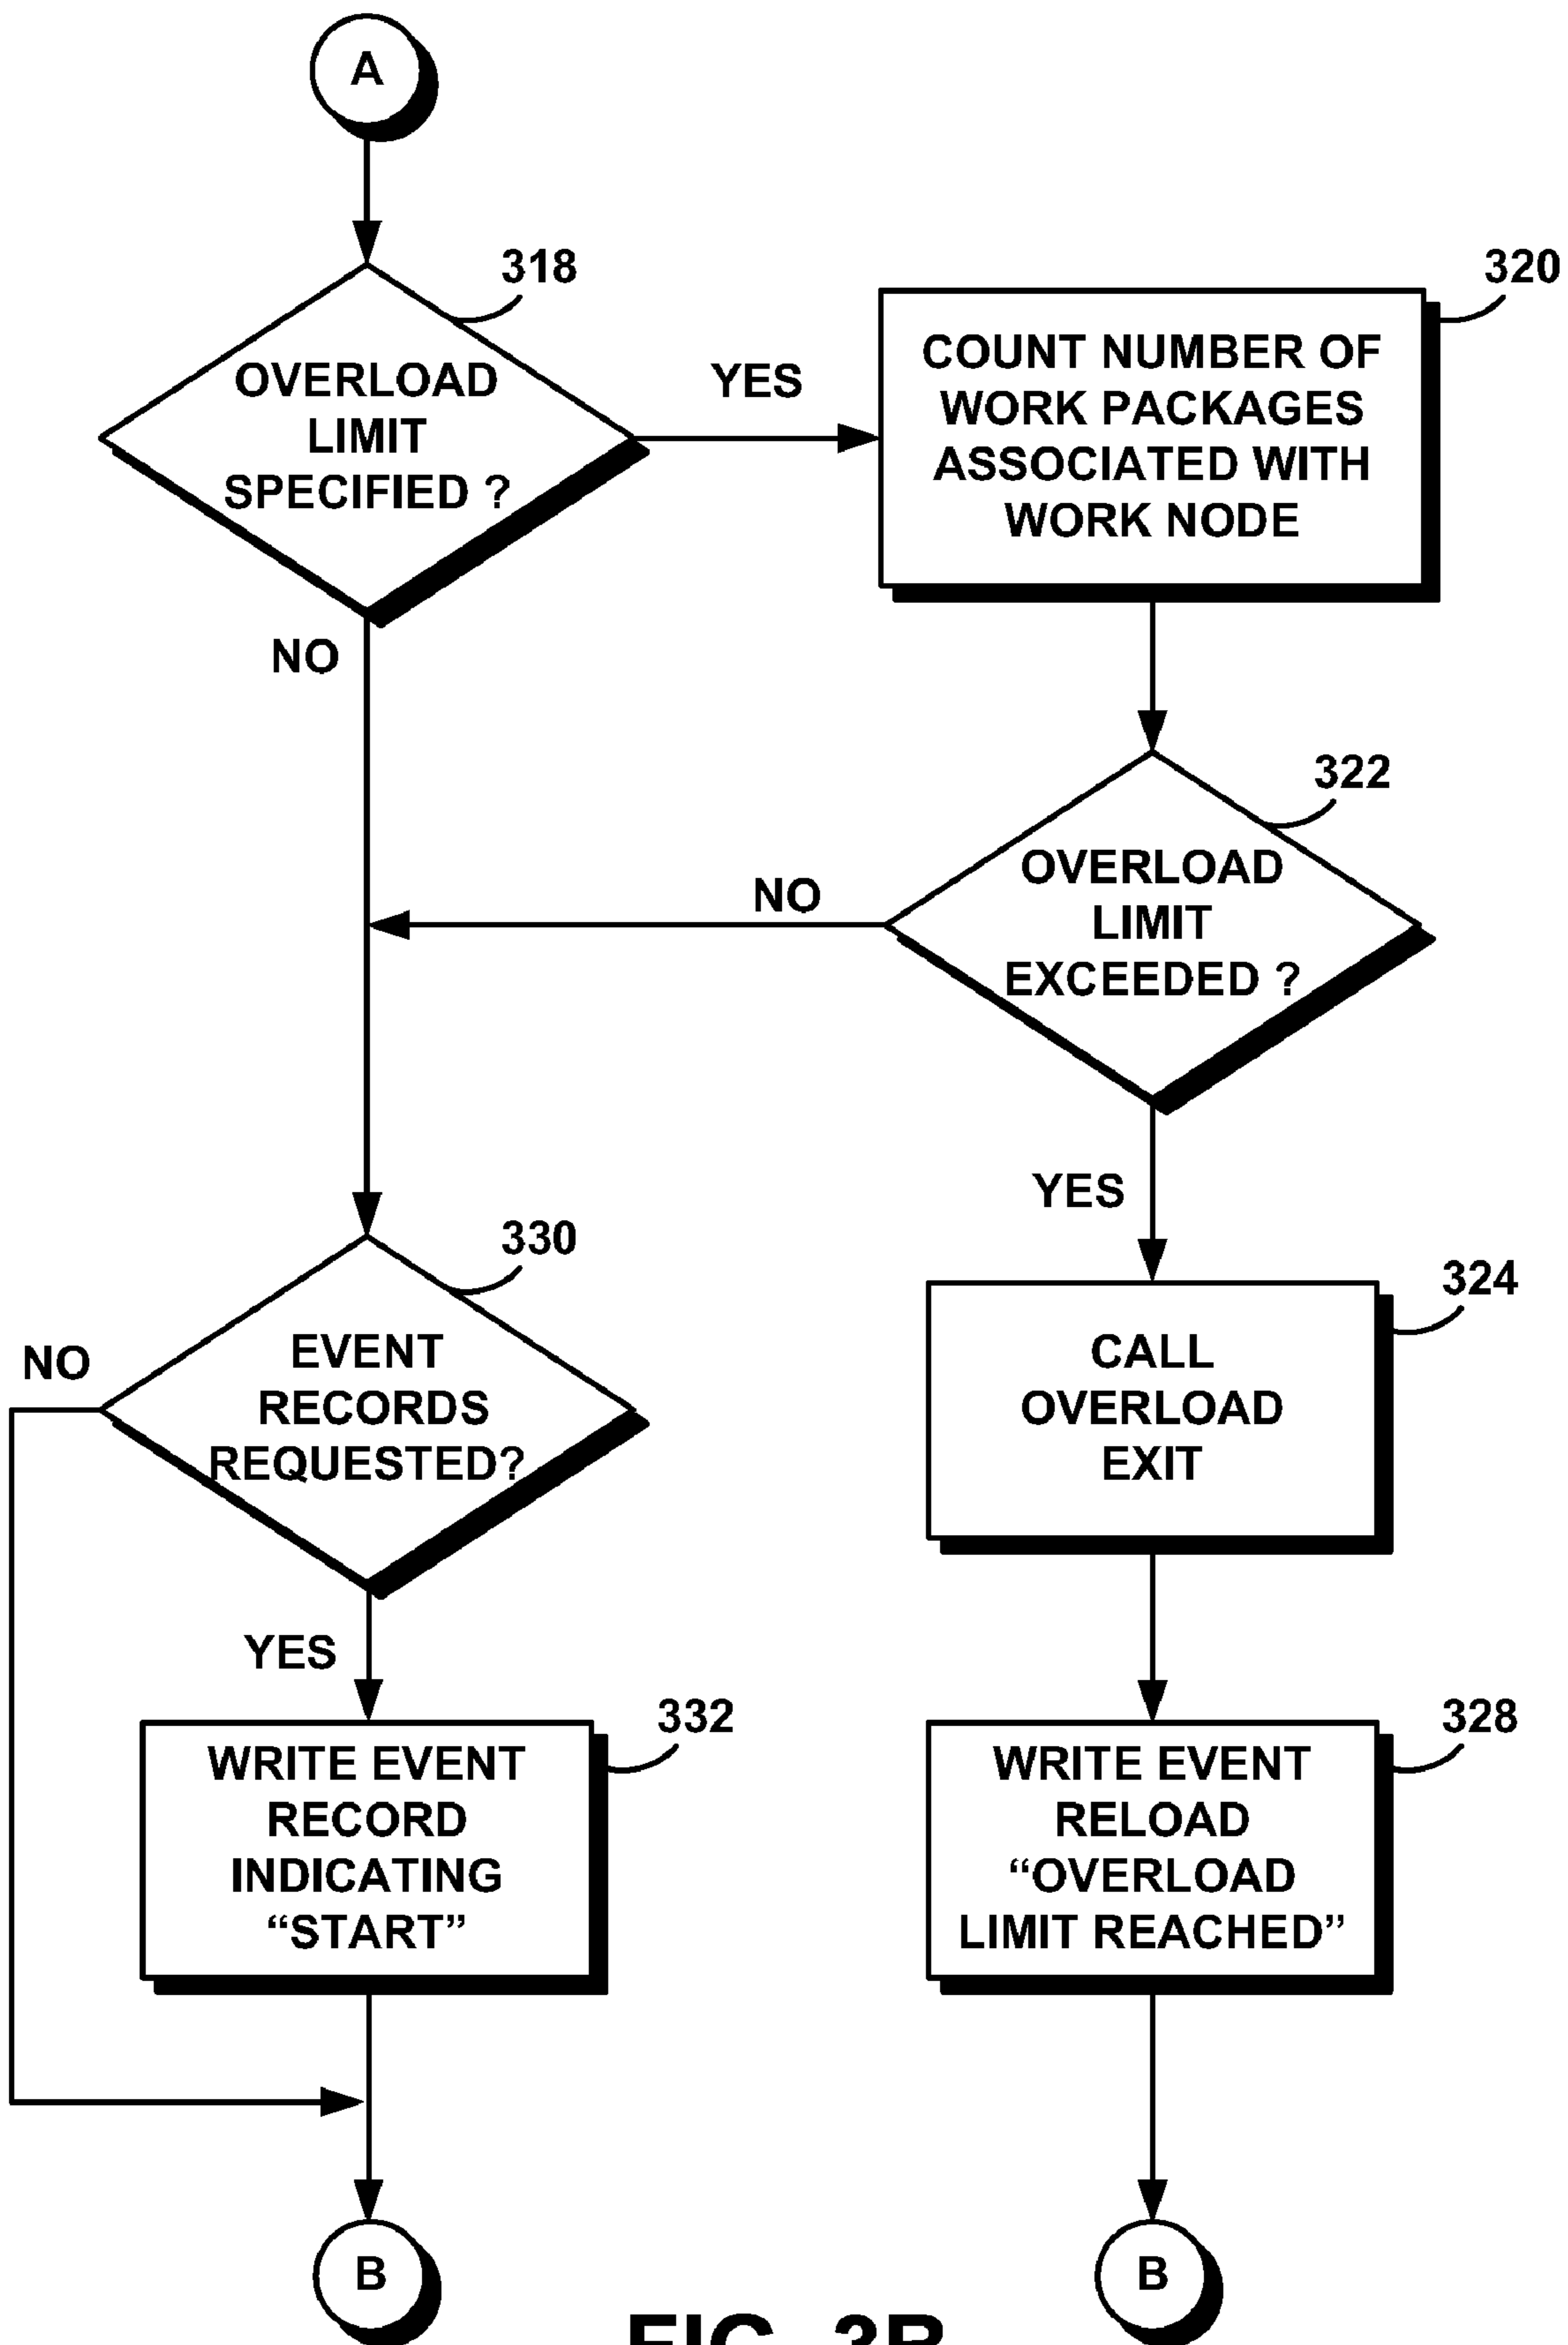 A
318
OVERLOAD
LIMIT
SPECIFIED ?
YES
NO
320
COUNT NUMBER OF
WORK PACKAGES
ASSOCIATED WITH
WORK NODE
322
OVERLOAD
LIMIT
EXCEEDED ?
NO
YES
330
EVENT
RECORDS
REQUESTED?
NO
YES
324
CALL
OVERLOAD
EXIT
332
WRITE EVENT
RECORD
INDICATING
“START”
328
WRITE EVENT
RELOAD
“OVERLOAD
LIMIT REACHED”
B
B
FIG. 3B